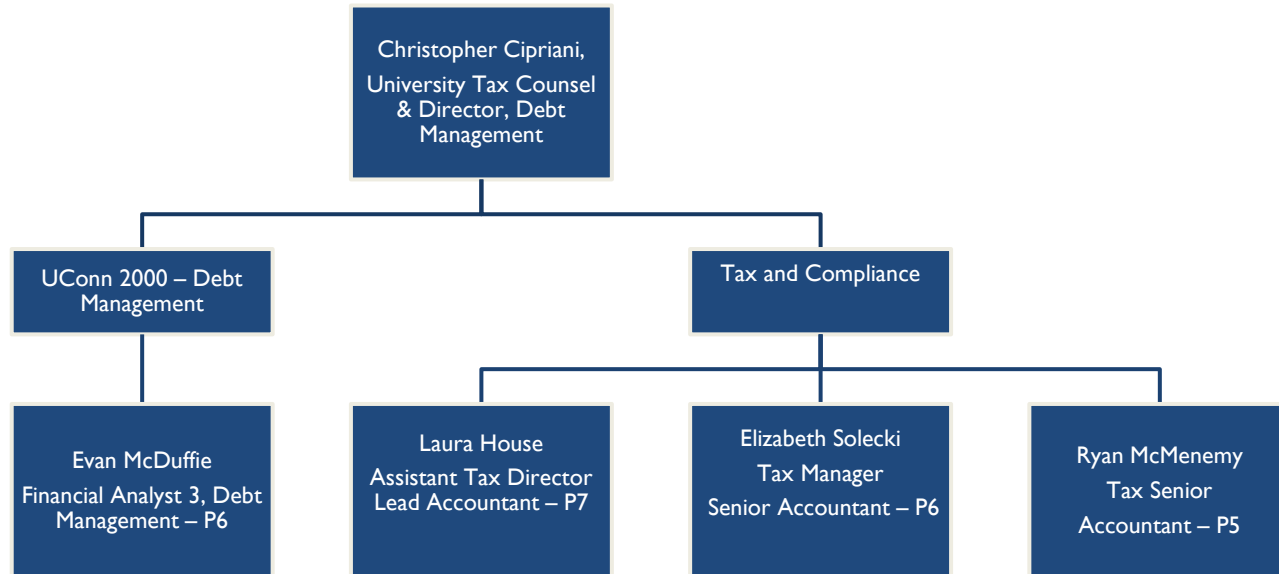 Christopher Cipriani,
University Tax Counsel
& Director, Debt
Management
UConn 2000 – Debt
Management
Tax and Compliance
Evan McDuffie
Financial Analyst 3, Debt
Management – P6
Laura House
Assistant Tax Director
Lead Accountant – P7
Elizabeth Solecki
Tax Manager
Senior Accountant – P6
Ryan McMenemy
Tax Senior
Accountant – P5